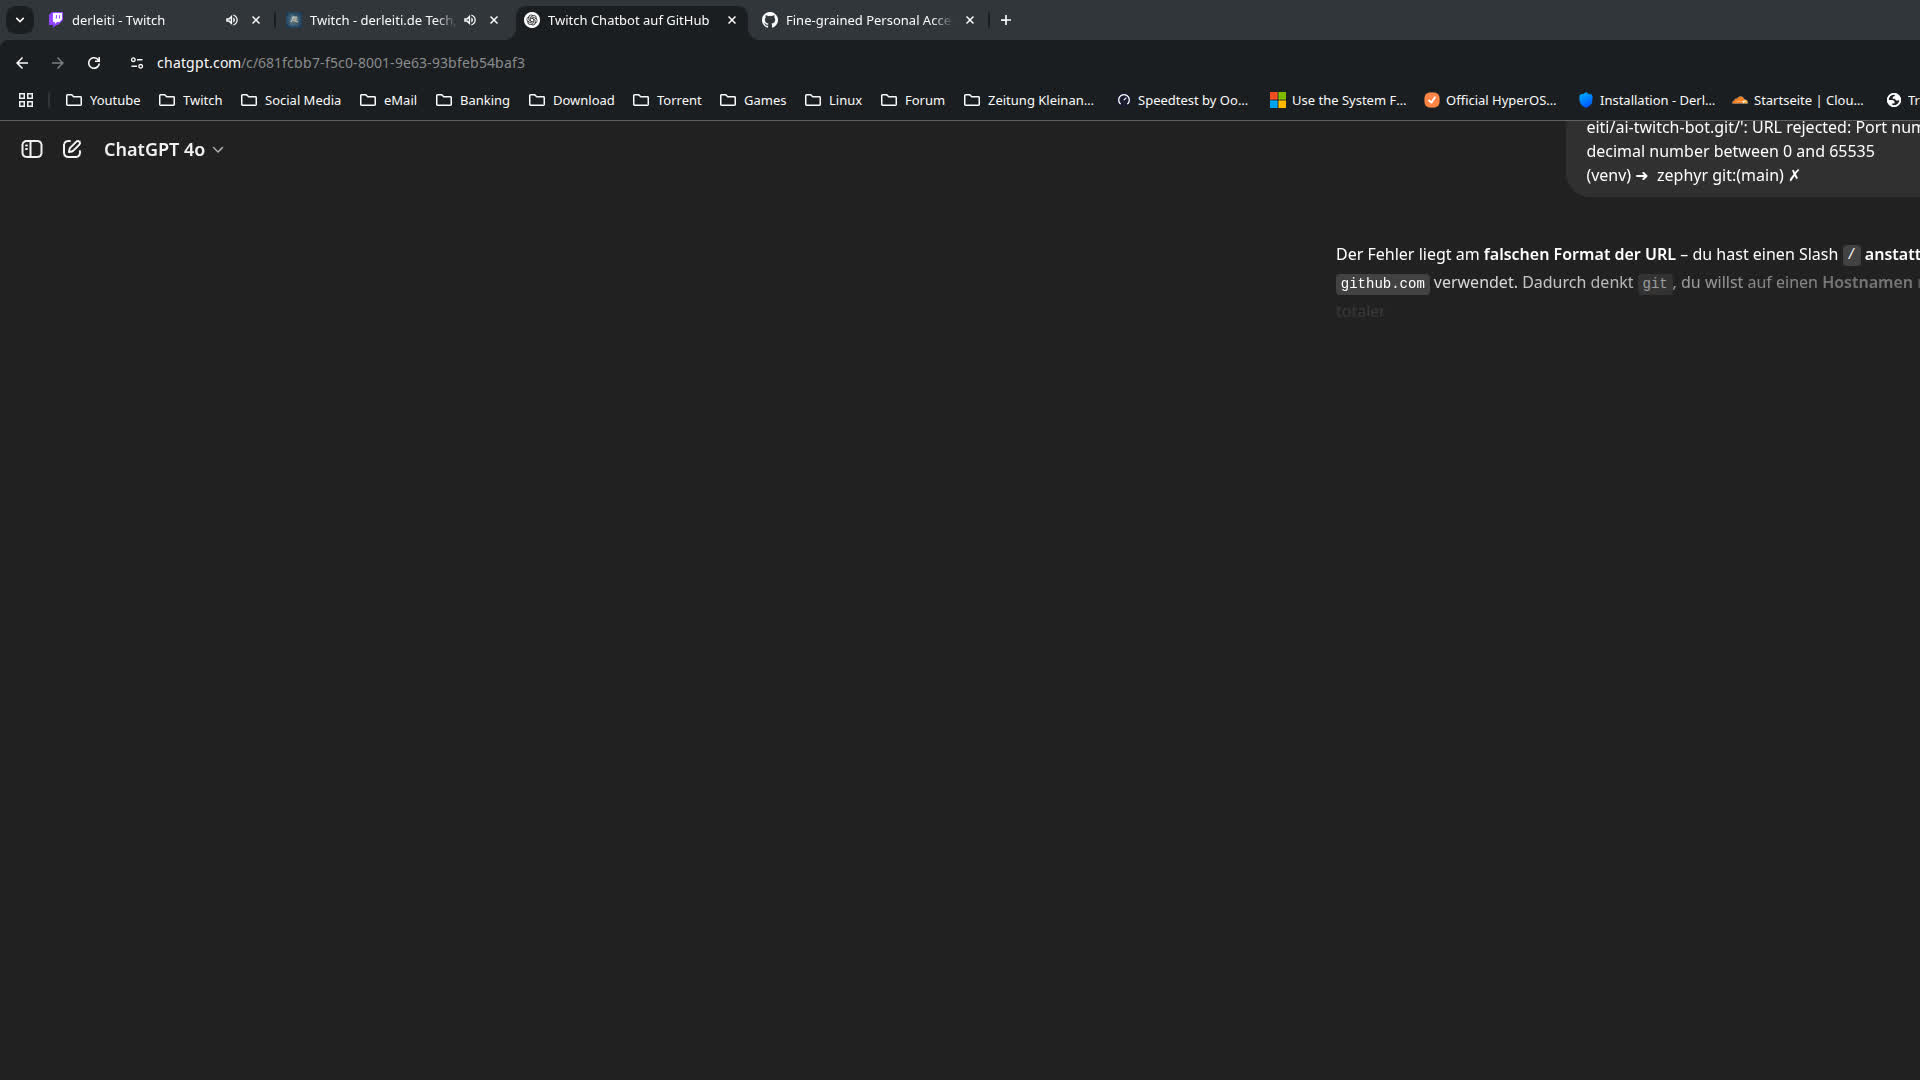 derleiti - Twitch
Twitch - derleiti.de Tech
Twitch Chatbot auf GitHub
Fine-grained Personal Acce
chatgpt.com/c/681fcbb7-f5c0-8001-9e63-93bfeb54baf3
Youtube
Twitch
Social Media
eMail
Banking
Download
Torrent
Games
Linux
Forum
Zeitung Kleinan...
Speedtest by Oo...
Use the System F...
Official HyperOS...
Installation - Derl...
Startseite | Clou...
Tr
ChatGPT 4o
eiti/ai-twitch-bot.git/': URL rejected: Port num
decimal number between 0 and 65535
(venv) ➜ zephyr git:(main) ✗
Der Fehler liegt am falschen Format der URL – du hast einen Slash / anstatt
github.com verwendet. Dadurch denkt git, du willst auf einen Hostnamen
totaler